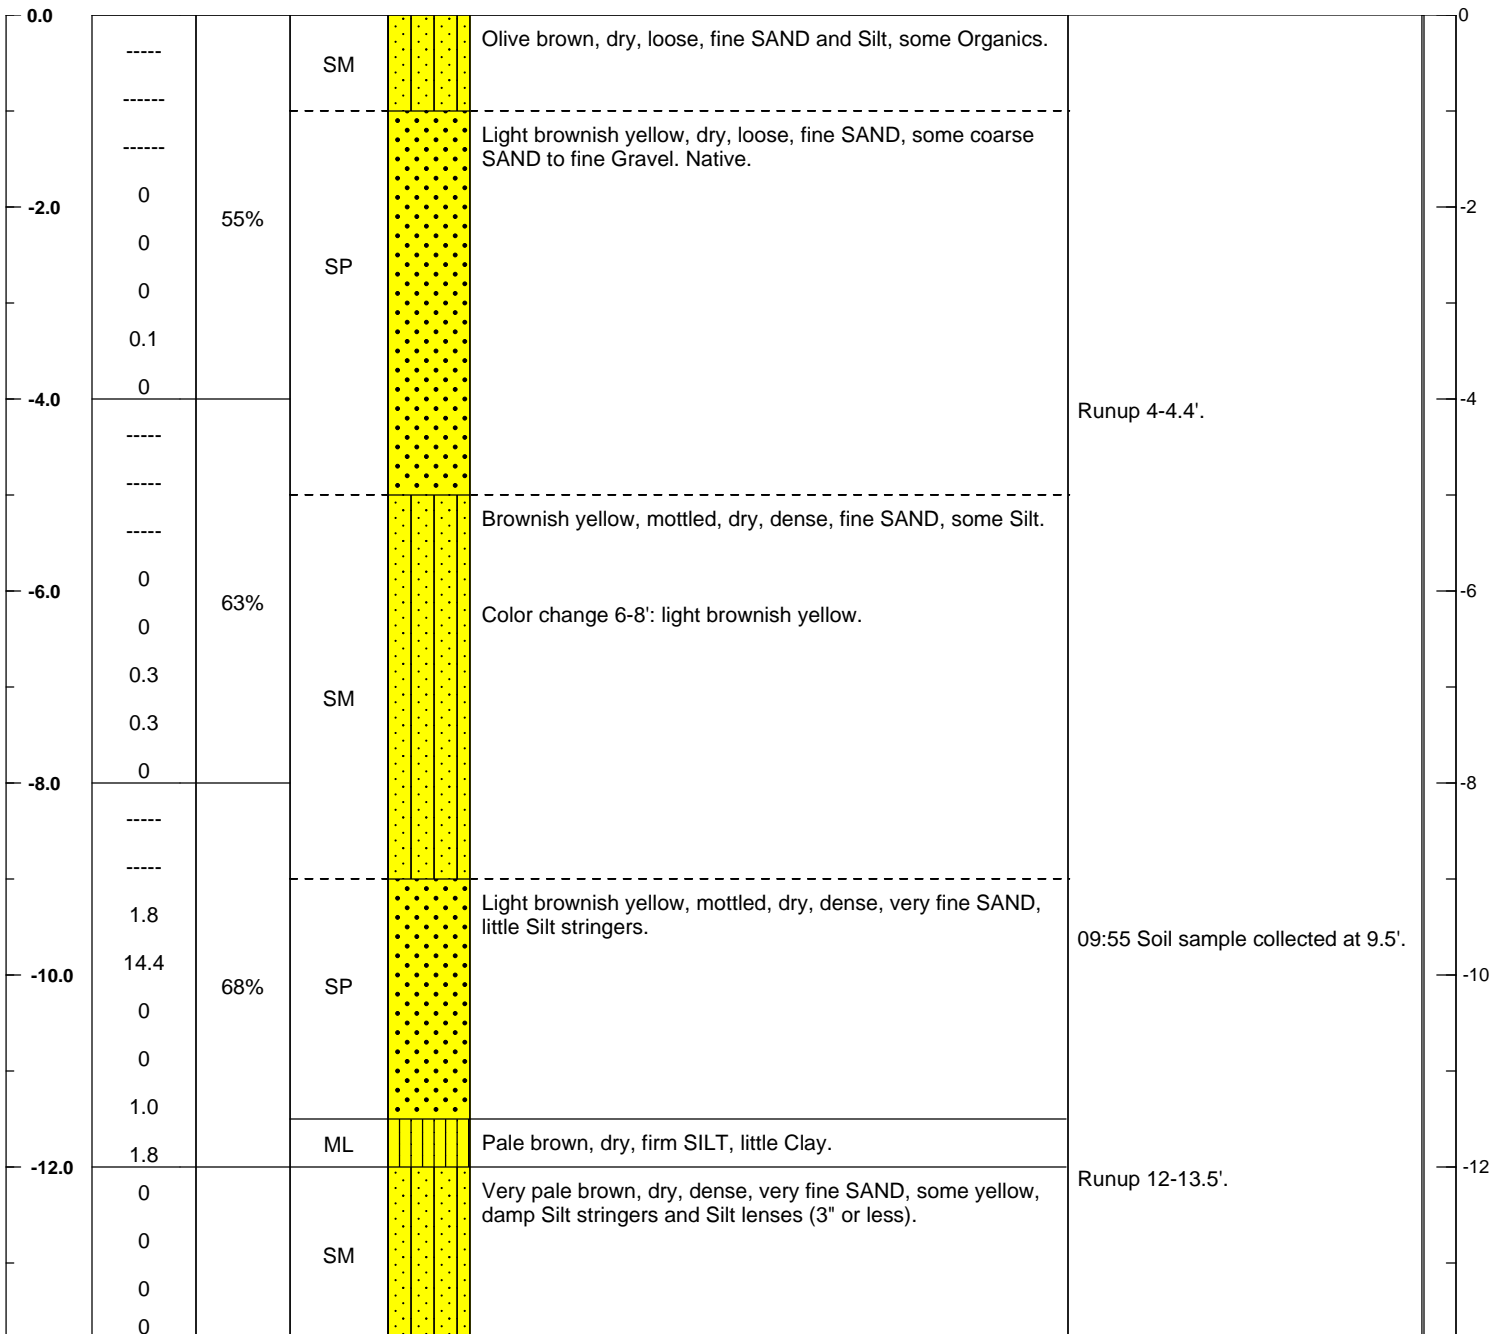 0.0
-----
SM
Olive brown, dry, loose, fine SAND and Silt, some Organics.
0
------
------
Light brownish yellow, dry, loose, fine SAND, some coarse
SAND to fine Gravel. Native.
0
-2.0
55%
-2
0
SP
0
0.1
0
-4.0
Runup 4-4.4'.
-4
-----
-----
Brownish yellow, mottled, dry, dense, fine SAND, some Silt.
-----
0
-6.0
63%
Color change 6-8': light brownish yellow.
-6
0
0.3
SM
0.3
0
-8.0
-8
-----
-----
Light brownish yellow, mottled, dry, dense, very fine SAND,
little Silt stringers.
1.8
09:55 Soil sample collected at 9.5'.
14.4
-10.0
68%
SP
-10
0
0
1.0
ML
Pale brown, dry, firm SILT, little Clay.
1.8
-12.0
Runup 12-13.5'.
-12
0
Very pale brown, dry, dense, very fine SAND, some yellow,
damp Silt stringers and Silt lenses (3" or less).
0
SM
0
0